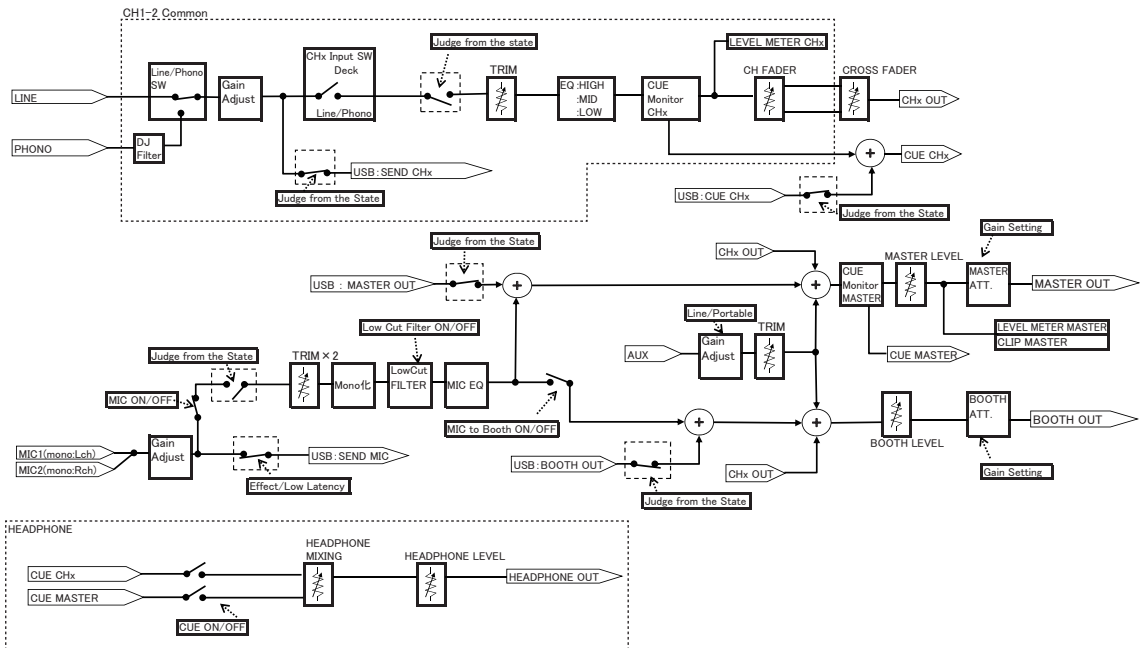 CH1-2 Common
LINE
PHONO
Line/Phono
SW
DJ
Filter
Gain
Adjust
CHx Input SW
Deck
Line/Phono
Judge from the state
TRIM
EQ :HIGH
:MID
:LOW
CUE
Monitor
CHx
LEVEL METER CHx
CH FADER
CROSS FADER
CHx OUT
CUE CHx
USB:SEND CHx
Judge from the State
USB:CUE CHx
Judge from the State
Judge from the State
USB : MASTER OUT
CHx OUT
CUE
Monitor
MASTER
MASTER LEVEL
Gain Setting
MASTER
ATT.
MASTER OUT
LEVEL METER MASTER
CLIP MASTER
CUE MASTER
Line/Portable
AUX
Gain
Adjust
TRIM
Low Cut Filter ON/OFF
Judge from the State
TRIM×2
Mono化
LowCut
FILTER
MIC EQ
MIC ON/OFF
MIC to Booth ON/OFF
MIC1(mono:Lch)
MIC2(mono:Rch)
Gain
Adjust
USB:SEND MIC
Effect/Low Latency
USB:BOOTH OUT
Judge from the State
CHx OUT
BOOTH LEVEL
BOOTH
ATT.
BOOTH OUT
Gain Setting
HEADPHONE
CUE CHx
CUE MASTER
CUE ON/OFF
HEADPHONE
MIXING
HEADPHONE LEVEL
HEADPHONE OUT